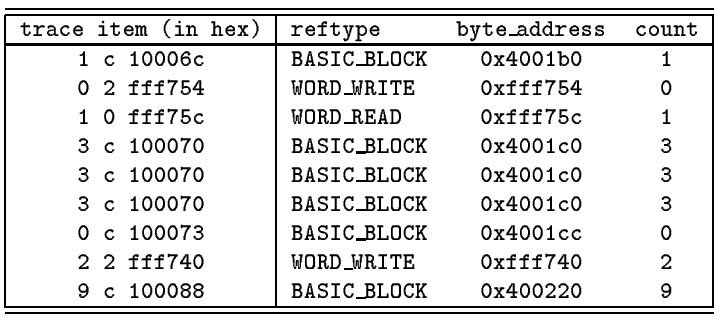 trace item (in hex) reftype byte_address count
1 c 10006c BASIC_BLOCK 0x4001b0 1
0 2 fff754 WORD_WRITE 0xfff754 0
1 0 fff75c WORD_READ 0xfff75c 1
3 c 100070 BASIC_BLOCK 0x4001c0 3
3 c 100070 BASIC_BLOCK 0x4001c0 3
3 c 100070 BASIC_BLOCK 0x4001c0 3
0 c 100073 BASIC_BLOCK 0x4001cc 0
2 2 fff740 WORD_WRITE 0xfff740 2
9 c 100088 BASIC_BLOCK 0x400220 9